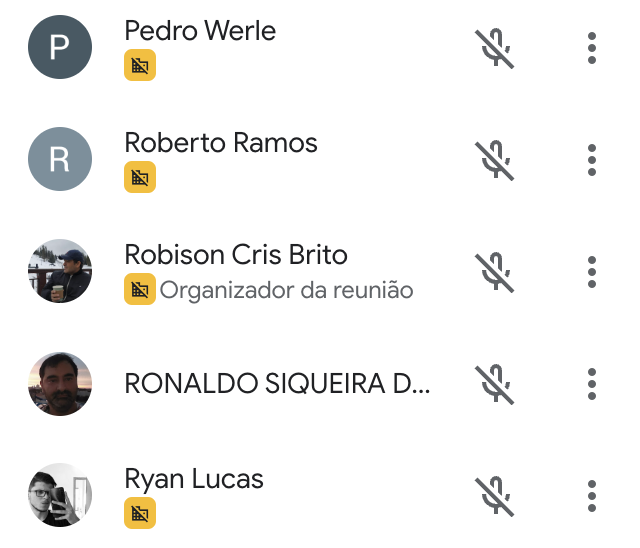 P
Pedro Werle
R
Roberto Ramos
Robison Cris Brito
Organizador da reunião
RONALDO SIQUEIRA D...
Ryan Lucas